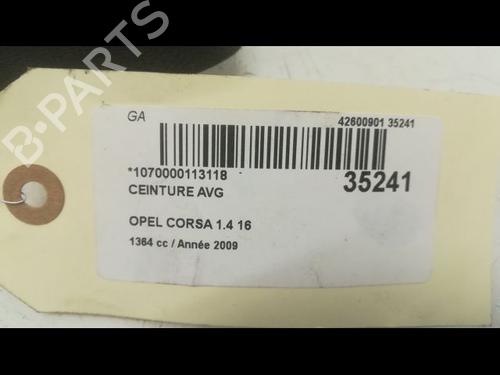 GA
42600901 35241
*1070000113118
35241
CEINTURE AVG
OPEL CORSA 1.4 16
1364 cc / Année 2009
B-PARTS